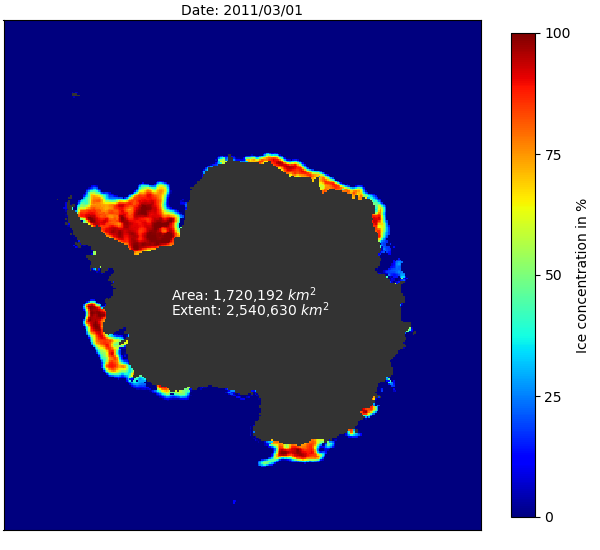 Date: 2011/03/01
100
75
50
25
0
Ice concentration in %
Area: 1,720,192 km²
Extent: 2,540,630 km²